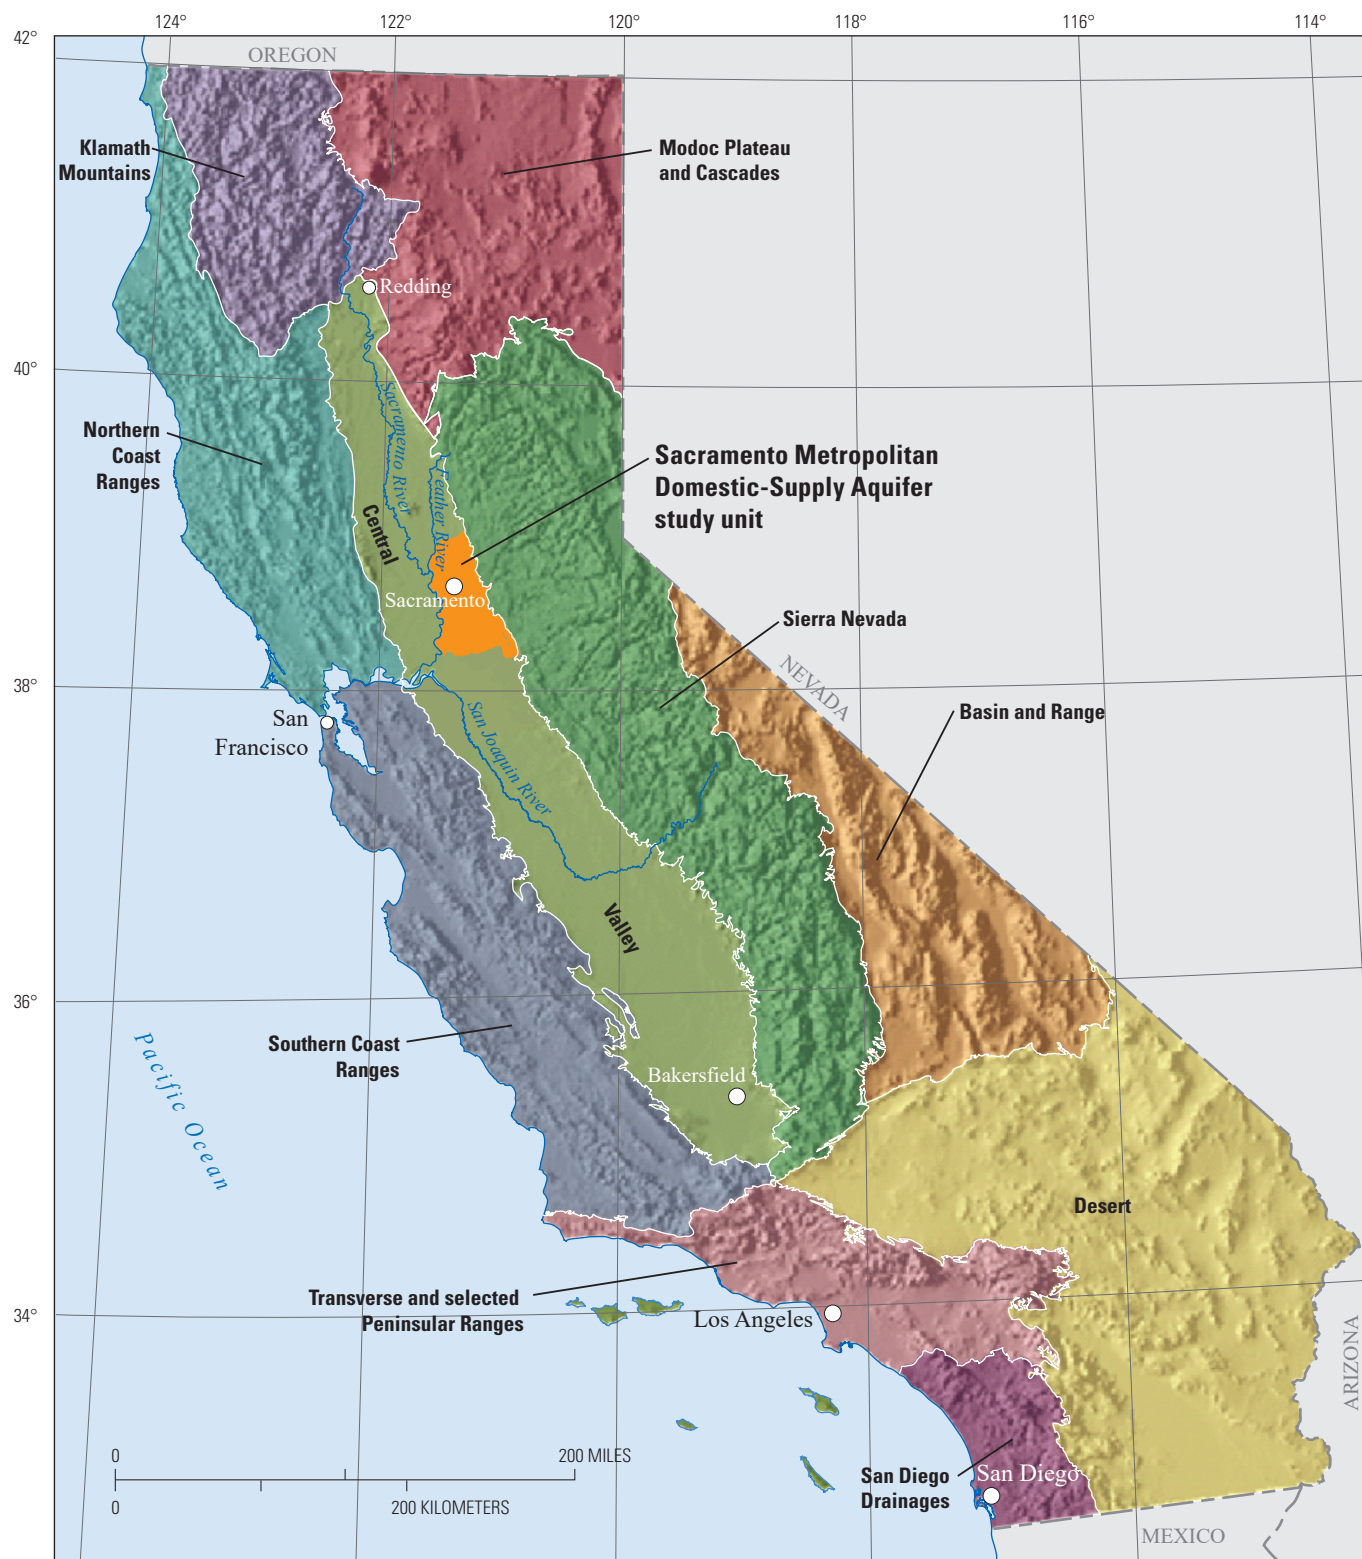 124°
122°
120°
118°
116°
114°
42°
OREGON
Klamath
Mountains
Modoc Plateau
and Cascades
Redding
40°
Sacramento River
Northern
Coast
Ranges
Feather River
Sacramento Metropolitan
Domestic-Supply Aquifer
study unit
Central
Sacramento
Sierra Nevada
NEVADA
38°
San
Francisco
San Joaquin River
Basin and Range
Valley
36°
Pacific Ocean
Southern Coast
Ranges
Bakersfield
Desert
Transverse and selected
Peninsular Ranges
34°
Los Angeles
ARIZONA
0
200 MILES
0
200 KILOMETERS
San Diego
Drainages
San Diego
MEXICO